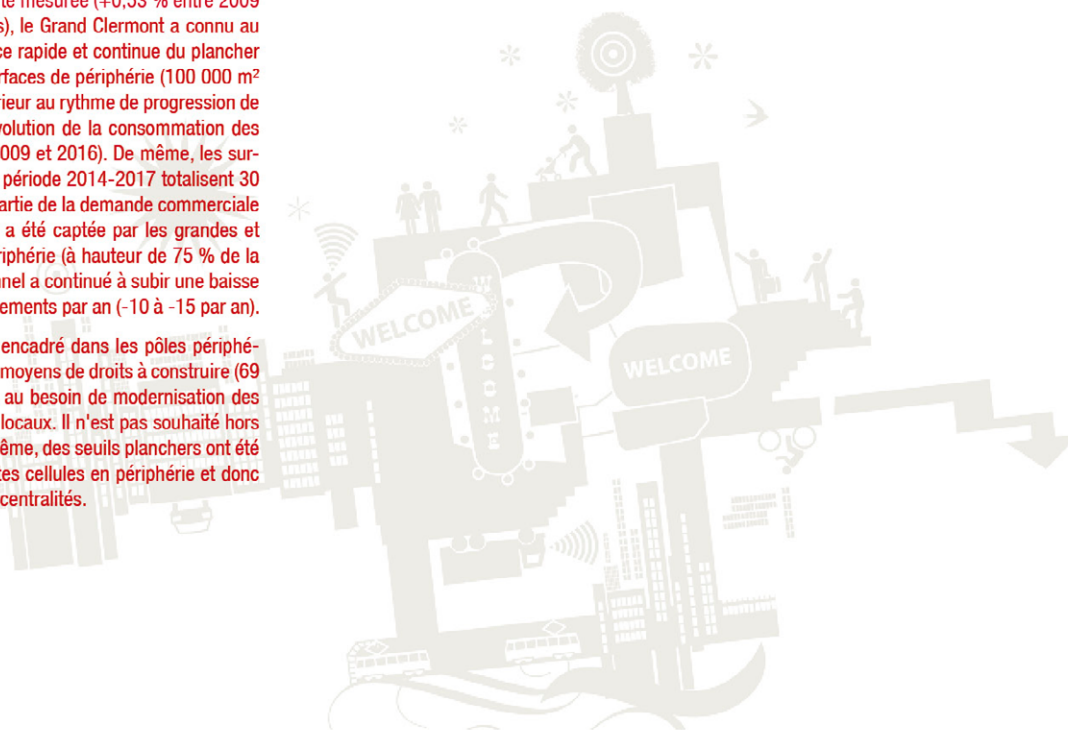 té mesurée (+0,53 % entre 2009
s), le Grand Clermont a connu au
ce rapide et continue du plancher
rfaces de périphérie (100 000 m²
rieur au rythme de progression de
volution de la consommation des
009 et 2016). De même, les sur-
période 2014-2017 totalisent 30
artie de la demande commerciale
a été captée par les grandes et
riphérie (à hauteur de 75 % de la
nnel a continué à subir une baisse
ements par an (-10 à -15 par an).
encadré dans les pôles périphé-
moyens de droits à construire (69
au besoin de modernisation des
locaux. Il n'est pas souhaité hors
ême, des seuils planchers ont été
tes cellules en périphérie et donc
centralités.
WELCOME
WELCOME
WELCOME